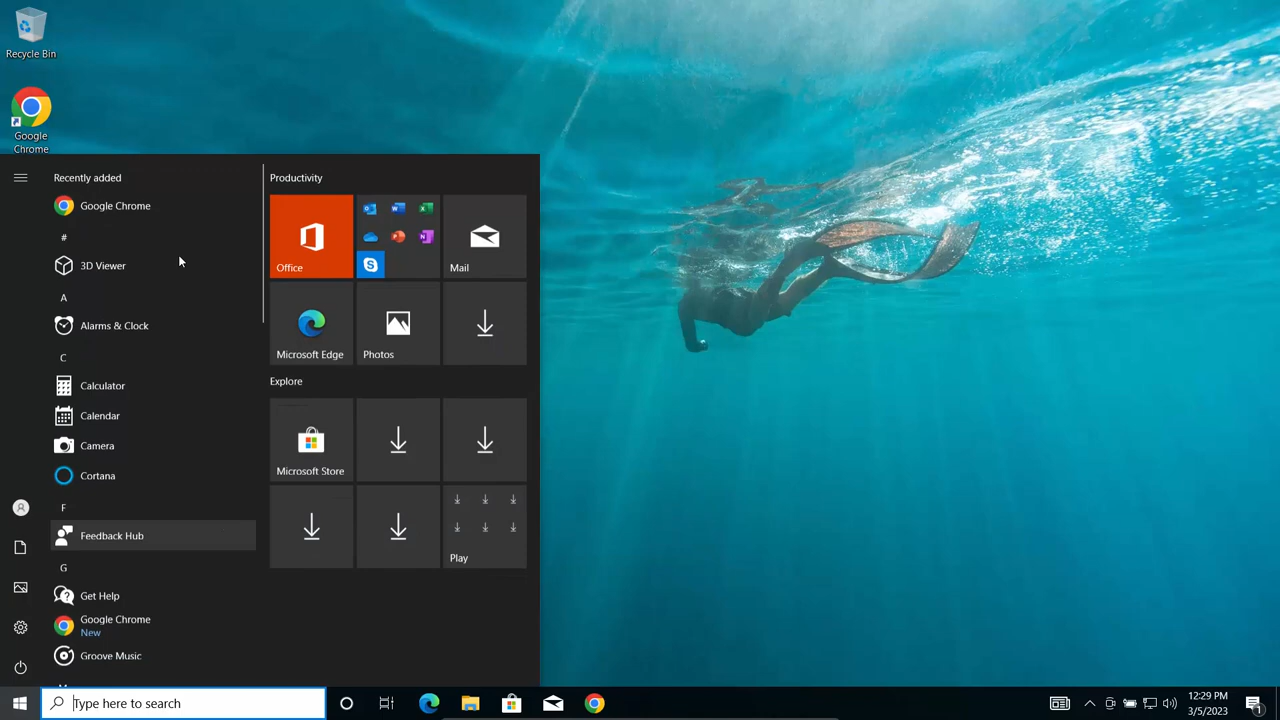 Recycle Bin
Google
Chrome
Recently added
Google Chrome
#
3D Viewer
A
Alarms & Clock
C
Calculator
Calendar
Camera
Cortana
F
Feedback Hub
G
Get Help
Google Chrome
New
Groove Music
Productivity
Office
Mail
Microsoft Edge
Photos
Explore
Microsoft Store
Play
Type here to search
12:29 PM
3/5/2023
1